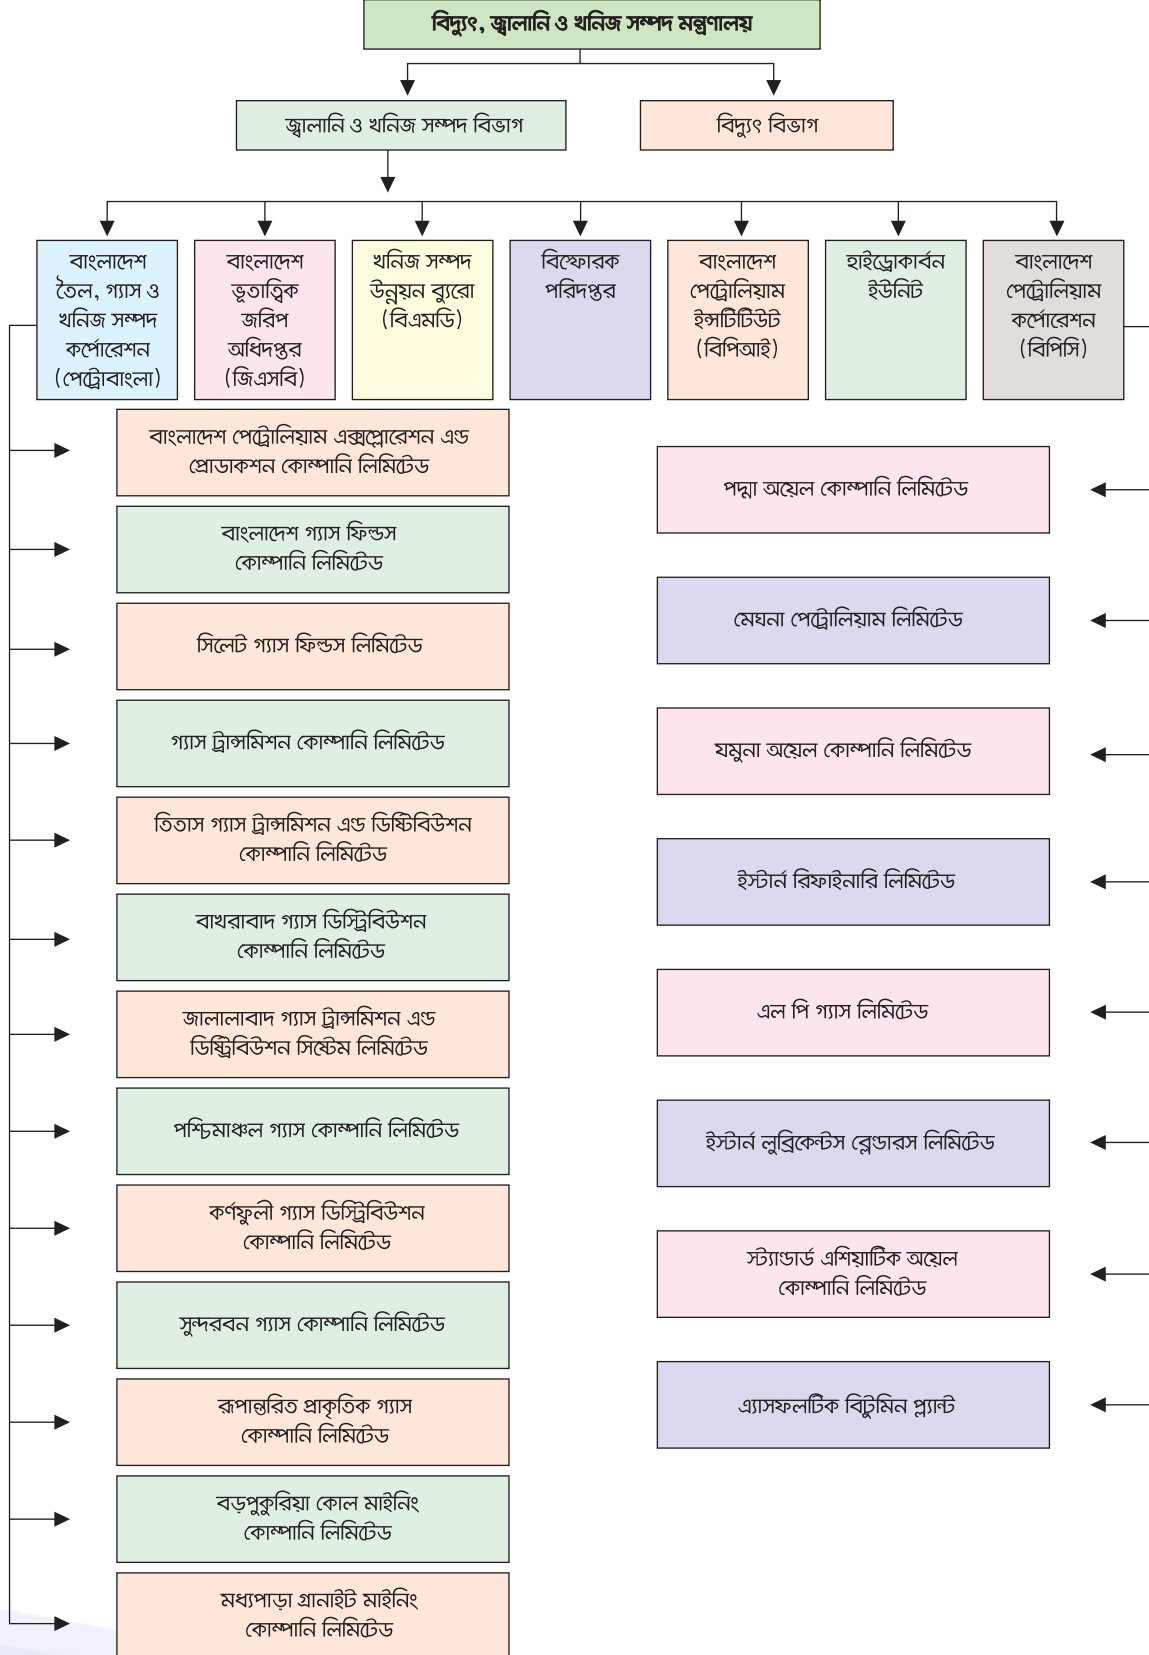 বিদ্যুৎ, জ্বালানি ও খনিজ সম্পদ মন্ত্রণালয়
জ্বালানি ও খনিজ সম্পদ বিভাগ
বিদ্যুৎ বিভাগ
বাংলাদেশ
তৈল, গ্যাস ও
খনিজ সম্পদ
কর্পোরেশন
(পেট্রোবাংলা)
বাংলাদেশ
ভূতাত্বিক
জরিপ
অধিদপ্তর
(জিএসবি)
খনিজ সম্পদ
উন্নয়ন ব্যুরো
(বিএমডি)
বিস্ফোরক
পরিদপ্তর
বাংলাদেশ
পেট্রোলিয়াম
ইন্সটিটিউট
(বিপিআই)
হাইড্রোকার্বন
ইউনিট
বাংলাদেশ
পেট্রোলিয়াম
কর্পোরেশন
(বিপিসি)
বাংলাদেশ পেট্রোলিয়াম এক্সপ্লোরেশন এন্ড
প্রোডাকশন কোম্পানি লিমিটেড
বাংলাদেশ গ্যাস ফিল্ডস
কোম্পানি লিমিটেড
সিলেট গ্যাস ফিল্ডস লিমিটেড
গ্যাস ট্রান্সমিশন কোম্পানি লিমিটেড
তিতাস গ্যাস ট্রান্সমিশন এন্ড ডিষ্টিবিউশন
কোম্পানি লিমিটেড
বাখরাবাদ গ্যাস ডিস্ট্রিবিউশন
কোম্পানি লিমিটেড
জালালাবাদ গ্যাস ট্রান্সমিশন এন্ড
ডিষ্ট্রিবিউশন সিষ্টেম লিমিটেড
পশ্চিমাঞ্চল গ্যাস কোম্পানি লিমিটেড
কর্ণফুলী গ্যাস ডিস্ট্রিবিউশন
কোম্পানি লিমিটেড
সুন্দরবন গ্যাস কোম্পানি লিমিটেড
রূপান্তরিত প্রাকৃতিক গ্যাস
কোম্পানি লিমিটেড
বড়পুকুরিয়া কোল মাইনিং
কোম্পানি লিমিটেড
মধ্যপাড়া গ্রানাইট মাইনিং
কোম্পানি লিমিটেড
পদ্মা অয়েল কোম্পানি লিমিটেড
মেঘনা পেট্রোলিয়াম লিমিটেড
যমুনা অয়েল কোম্পানি লিমিটেড
ইস্টার্ন রিফাইনারি লিমিটেড
এল পি গ্যাস লিমিটেড
ইস্টার্ন লুব্রিকেন্টস ব্লেন্ডারস লিমিটেড
স্ট্যান্ডার্ড এশিয়াটিক অয়েল
কোম্পানি লিমিটেড
এ্যাসফলটিক বিটুমিন প্ল্যান্ট